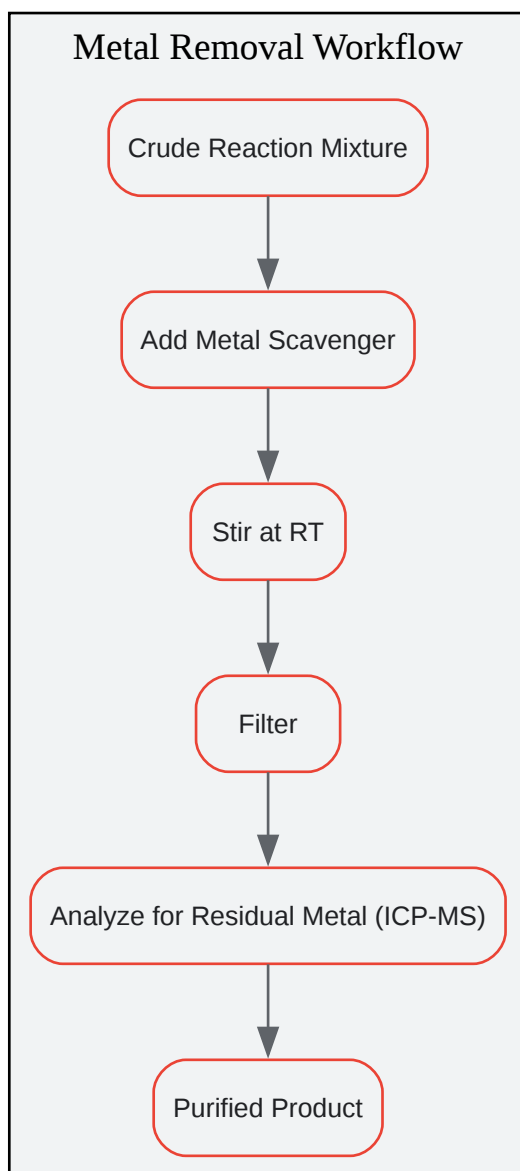 Metal Removal Workflow
Crude Reaction Mixture
Add Metal Scavenger
Stir at RT
Filter
Analyze for Residual Metal (ICP-MS)
Purified Product